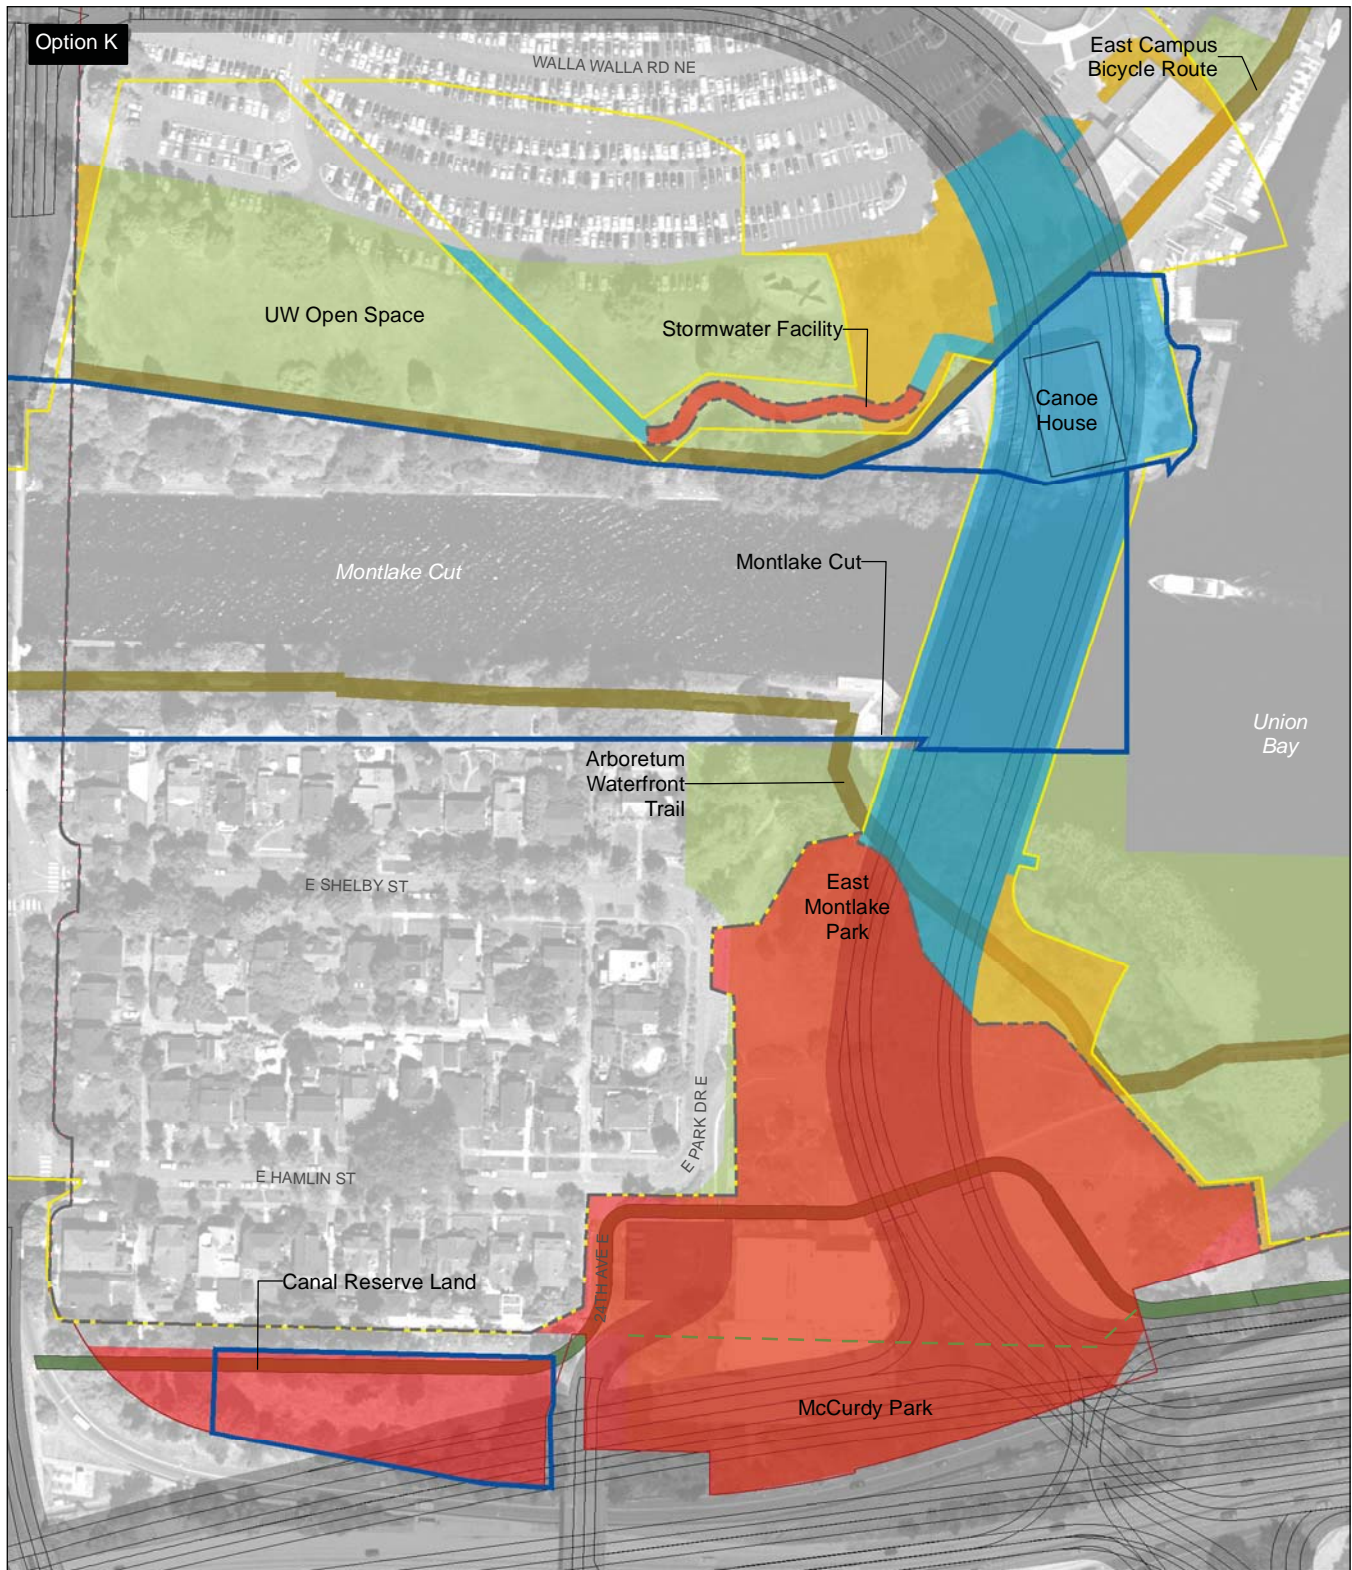 Option K
WALLA WALLA RD NE
East Campus
Bicycle Route
UW Open Space
Stormwater Facility
Canoe
House
Montlake Cut
Montlake Cut
Union
Bay
Arboretum
Waterfront
Trail
E SHELBY ST
East
Montlake
Park
E PARK DR E
E HAMLIN ST
24TH AVE E
Canal Reserve Land
McCurdy Park